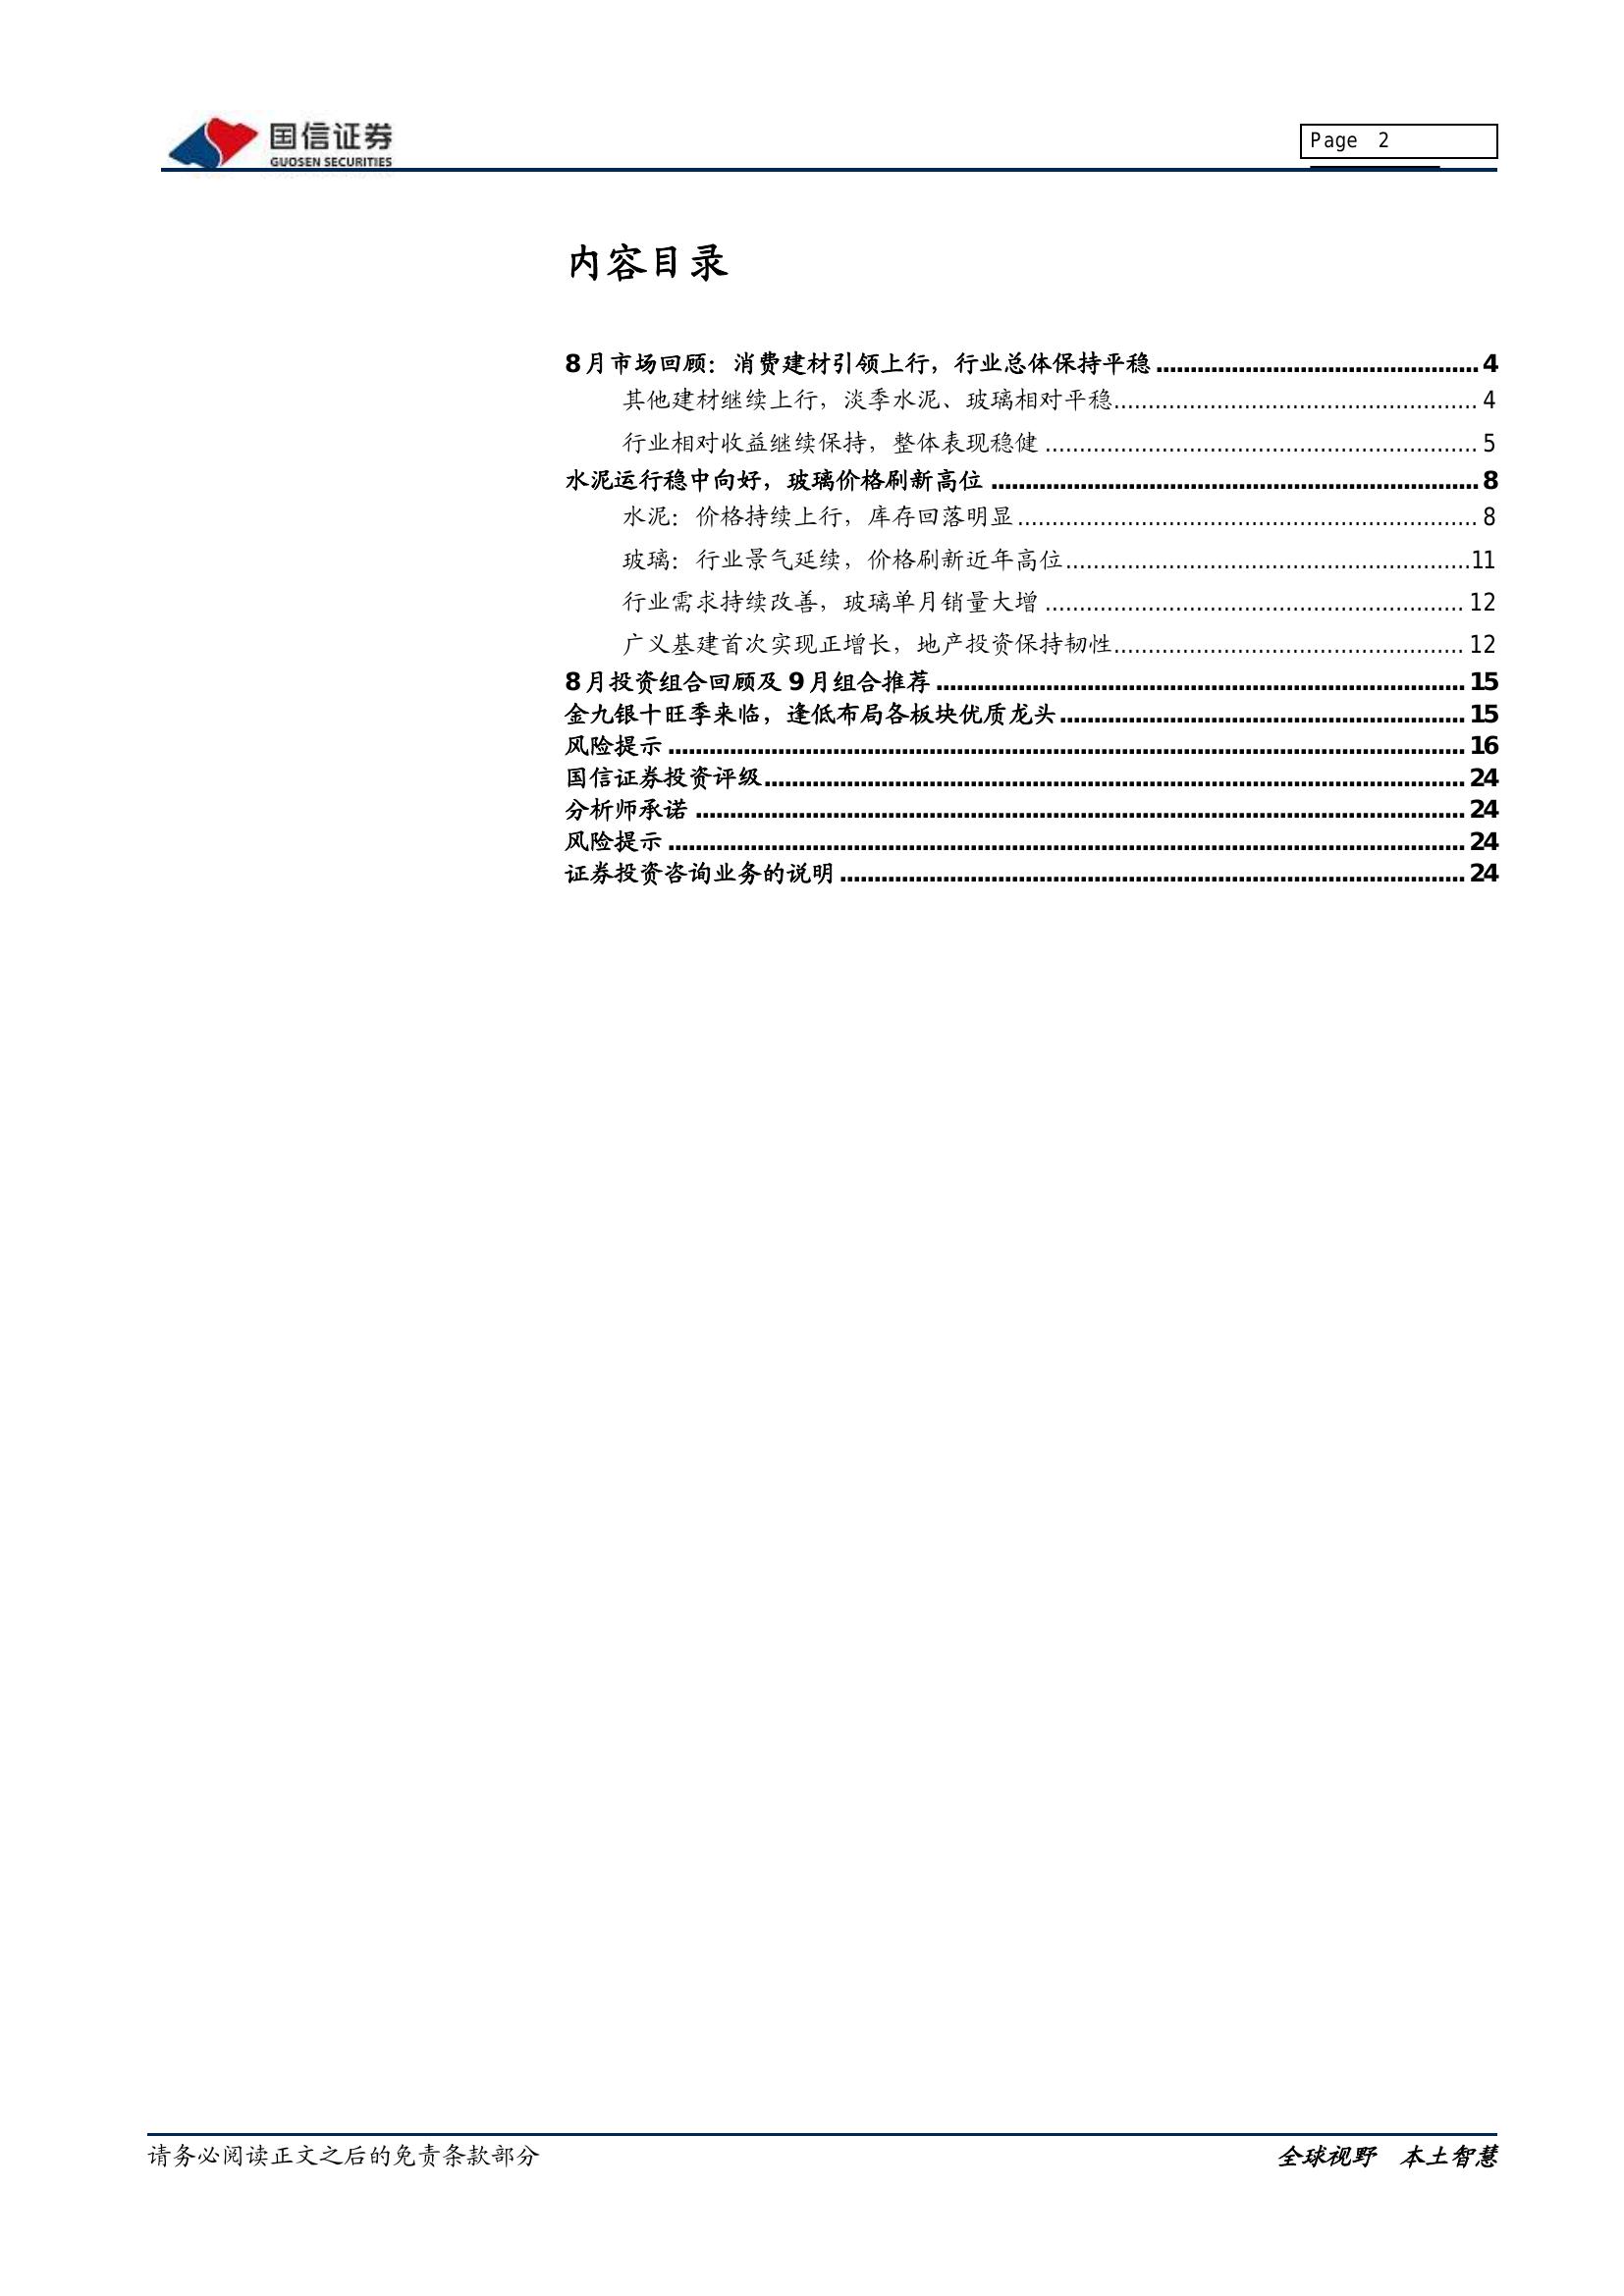 国信证券
GUOSEN SECURITIES
Page 2
内容目录
8月市场回顾：消费建材引领上行，行业总体保持平稳 ................................................ 4
其他建材继续上行，淡季水泥、玻璃相对平稳..................................................... 4
行业相对收益继续保持，整体表现稳健 ............................................................... 5
水泥运行稳中向好，玻璃价格刷新高位 ....................................................................... 8
水泥：价格持续上行，库存回落明显................................................................... 8
玻璃：行业景气延续，价格刷新近年高位...........................................................11
行业需求持续改善，玻璃单月销量大增 ............................................................. 12
广义基建首次实现正增长，地产投资保持韧性................................................... 12
8月投资组合回顾及 9月组合推荐 ............................................................................. 15
金九银十旺季来临，逢低布局各板块优质龙头........................................................... 15
风险提示 .................................................................................................................... 16
国信证券投资评级...................................................................................................... 24
分析师承诺 ................................................................................................................ 24
风险提示 .................................................................................................................... 24
证券投资咨询业务的说明 ........................................................................................... 24
请务必阅读正文之后的免责条款部分
全球视野 本土智慧